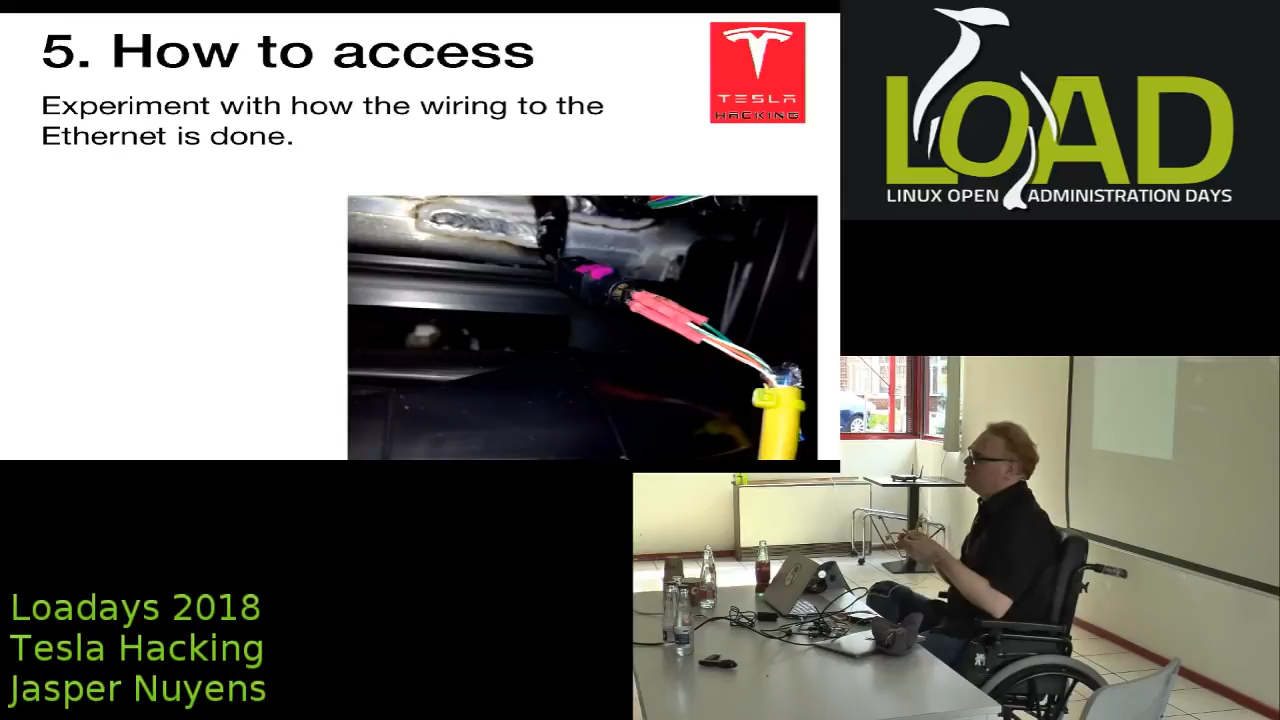 5. How to access
Experiment with how the wiring to the
Ethernet is done.
TESLA
HACKING
LOAD
LINUX OPEN ADMINISTRATION DAYS
Loadays 2018
Tesla Hacking
Jasper Nuyens